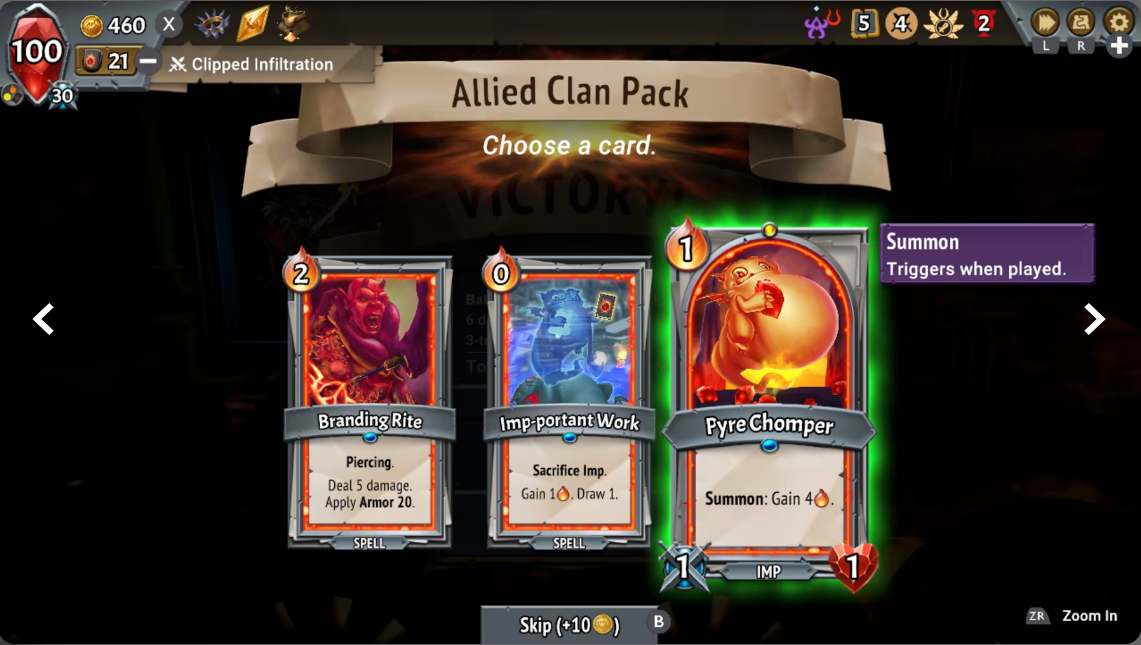 100
460
X
21
30
Clipped Infiltration
5
4
2
L
R
Allied Clan Pack
Choose a card.
VICTORY!
2
Branding Rite
Piercing.
Deal 5 damage.
Apply Armor 20.
SPELL
0
Imp-portant Work
Sacrifice Imp.
Gain 1. Draw 1.
SPELL
1
Pyre Chomper
Summon: Gain 4.
1
IMP
1
Summon
Triggers when played.
Skip (+10)
B
ZR
Zoom In